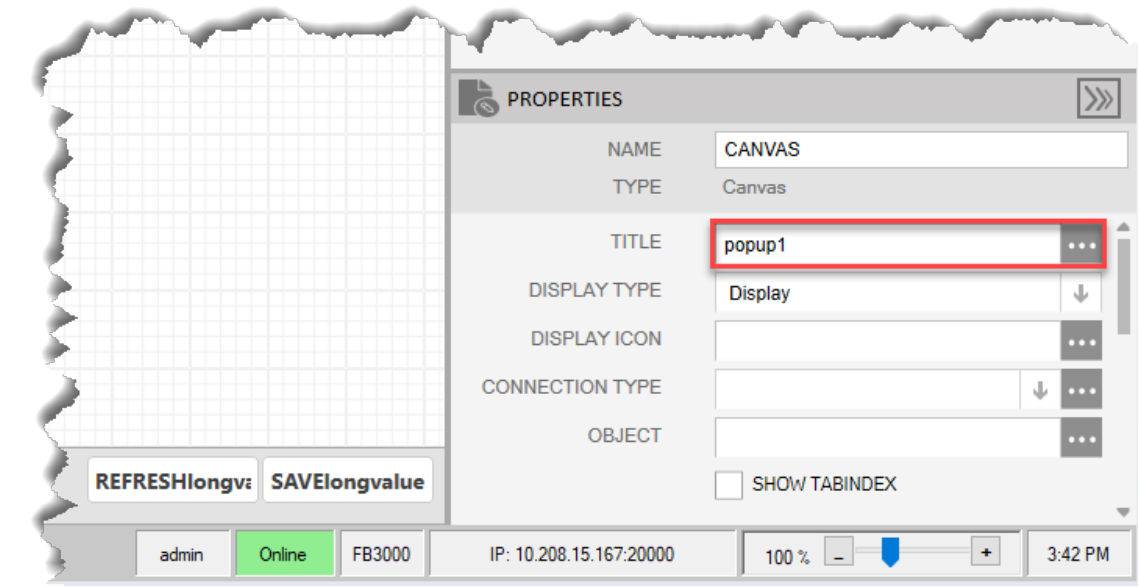 PROPERTIES
NAME CANVAS
TYPE Canvas
TITLE popup1
DISPLAY TYPE Display
DISPLAY ICON
CONNECTION TYPE
OBJECT
SHOW TABINDEX
REFRESHlongva SAVElongvalue
admin Online FB3000 IP: 10.208.15.167:20000 100 % - + 3:42 PM